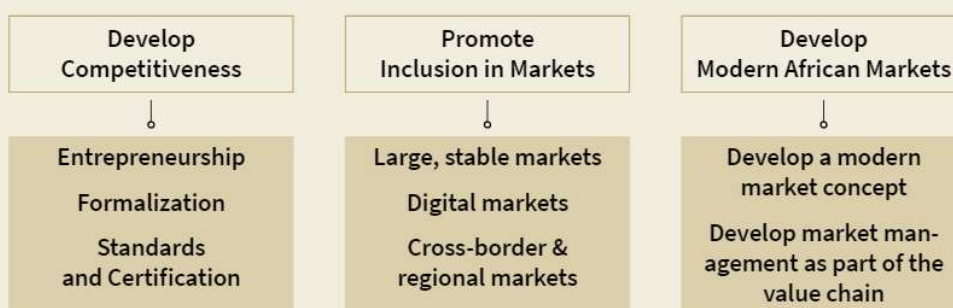 Develop
Competitiveness
Promote
Inclusion in Markets
Develop
Modern African Markets
Entrepreneurship
Formalization
Standards
and Certification
Large, stable markets
Digital markets
Cross-border &
regional markets
Develop a modern
market concept
Develop market man-
agement as part of the
value chain